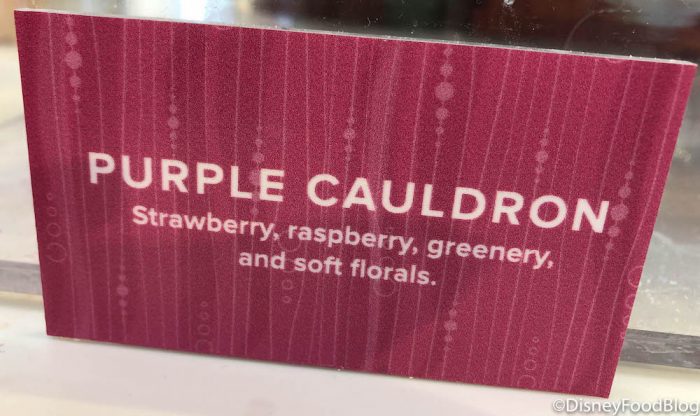 PURPLE CAULDRON
Strawberry, raspberry, greenery,
and soft florals.
©DisneyFoodBlog